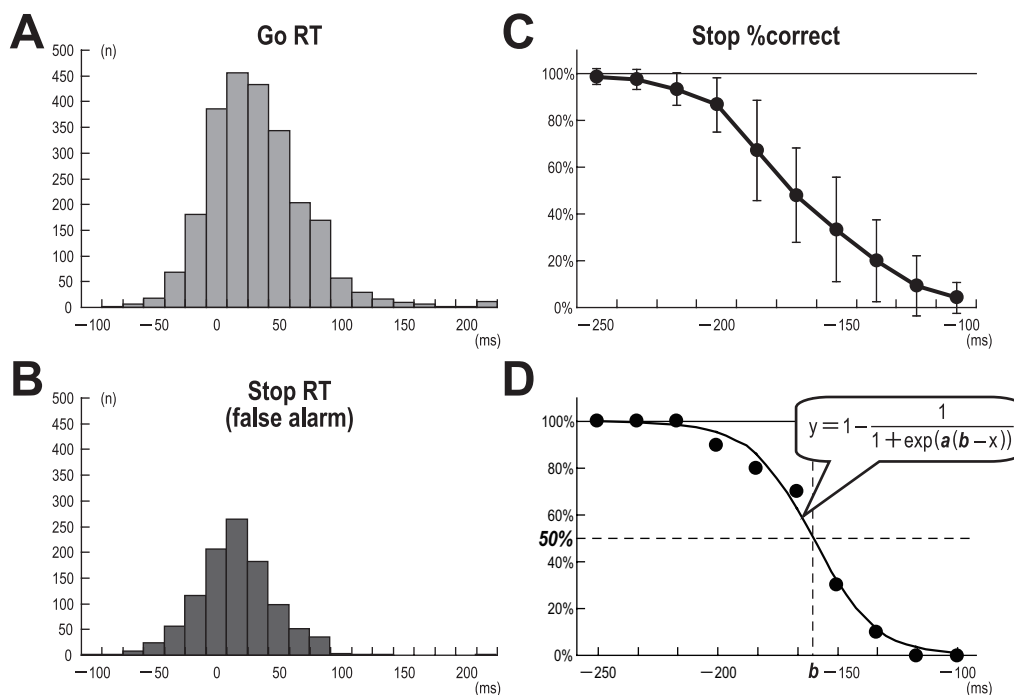 A
Go RT
500 (n)
450
400
350
300
250
200
150
100
50
0
−100 −50 0 50 100 150 200
(ms)
B
Stop RT
(false alarm)
500 (n)
450
400
350
300
250
200
150
100
50
0
−100 −50 0 50 100 150 200
(ms)
C
Stop %correct
100%
80%
60%
40%
20%
0%
−250 −200 −150 −100
(ms)
D
y=1−1/(1+exp(a(b−x)))
100%
80%
60%
50%
40%
20%
0%
−250 −200 b −150 −100
(ms)